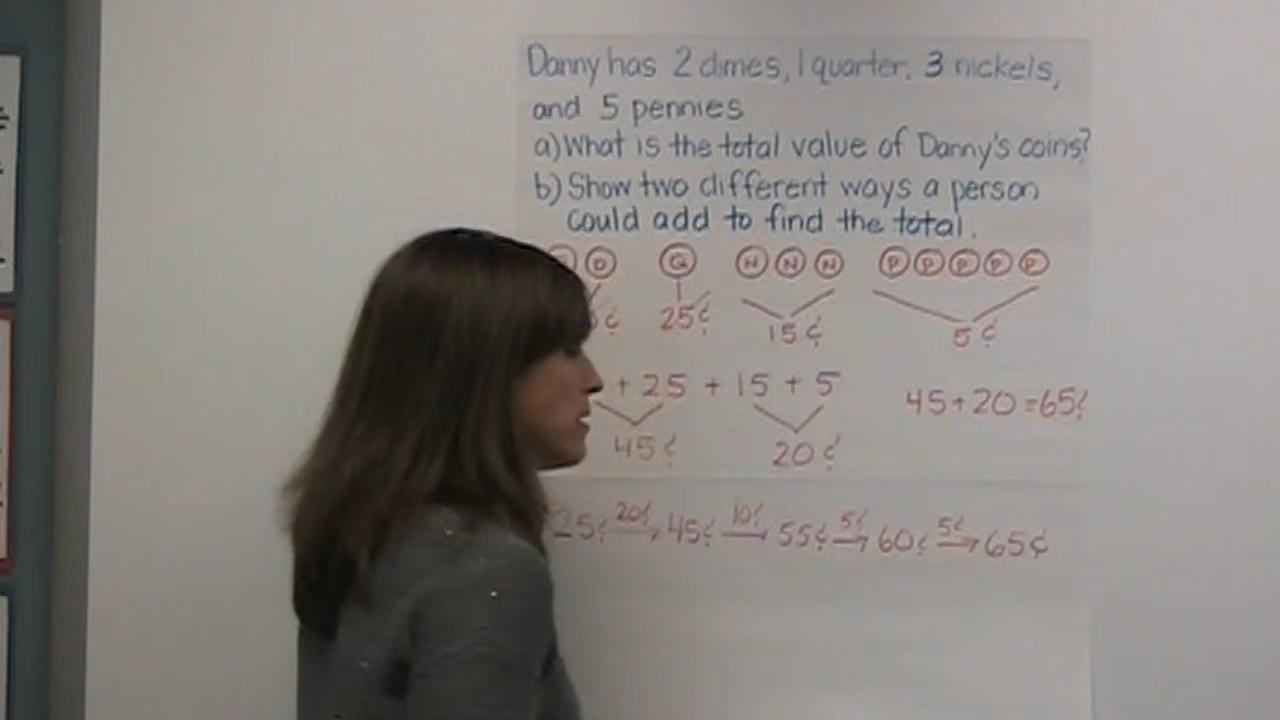 Danny has 2 dimes, 1 quarter, 3 nickels,
and 5 pennies
a) What is the total value of Danny's coins?
b) Show two different ways a person
could add to find the total.
D Q N N N P P P P P
¢ 25¢ 15¢ 5¢
+ 25 + 15 + 5
45 + 20 = 65¢
45¢ 20¢
20¢ 10¢ 5¢ 5¢
25¢ → 45¢ → 55¢ → 60¢ → 65¢